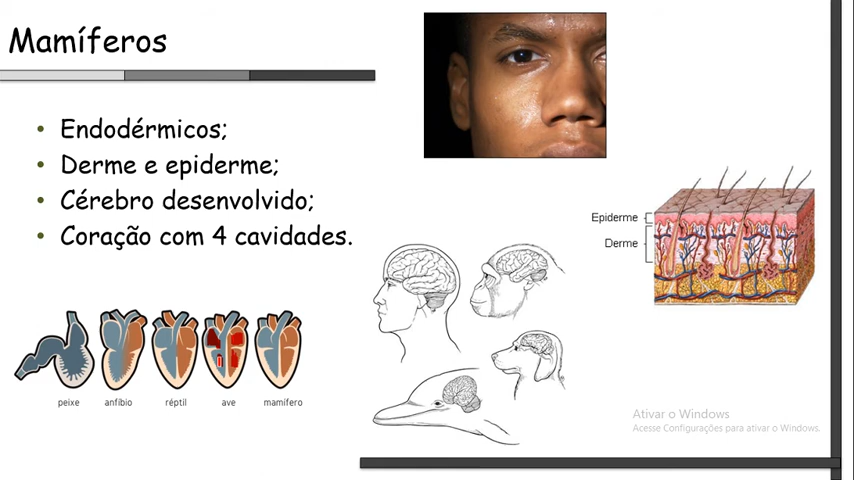 Mamíferos
• Endodérmicos;
• Derme e epiderme;
• Cérebro desenvolvido;
• Coração com 4 cavidades.
Epiderme
Derme
peixe anfíbio réptil ave mamífero
Ativar o Windows
Acesse Configurações para ativar o Windows.